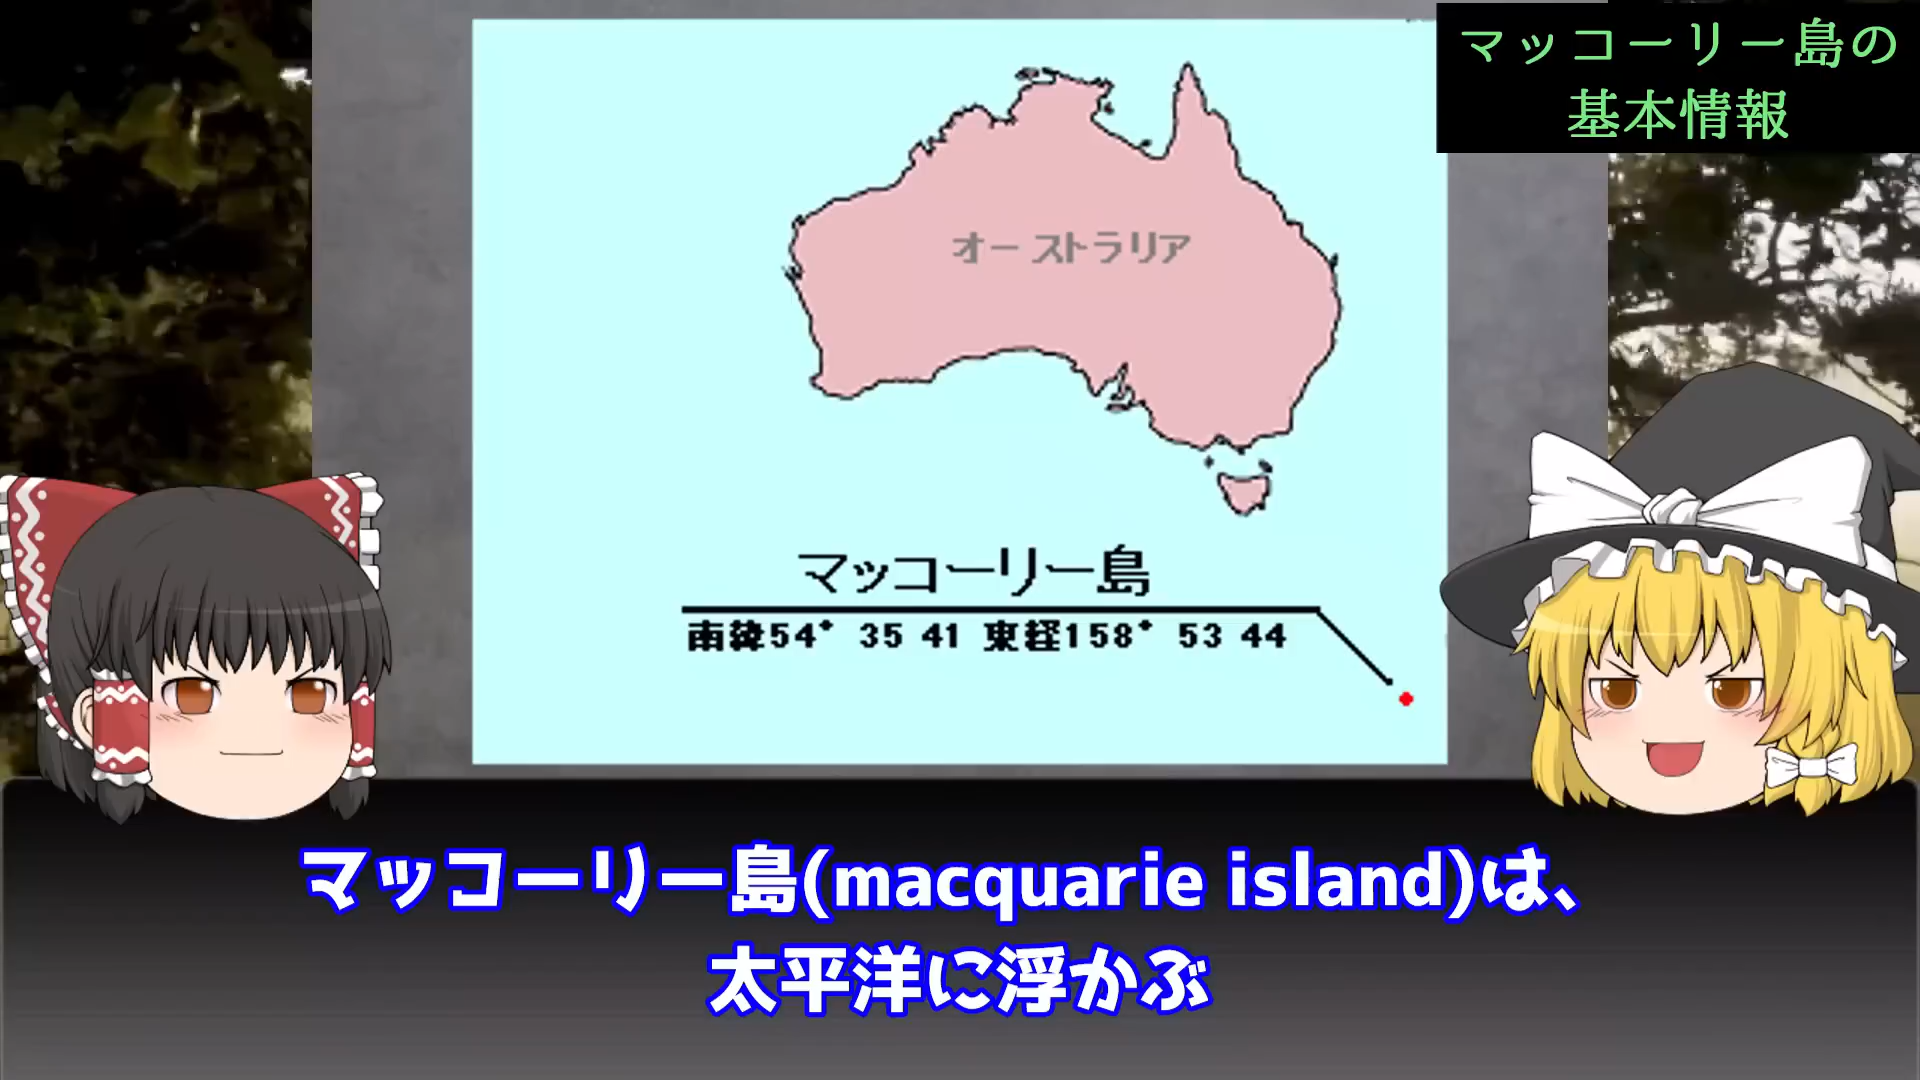 マッコーリー島の
基本情報
オーストラリア
マッコーリー島
南緯54° 35 41 東経158° 53 44
マッコーリー島(macquarie island)は、
太平洋に浮かぶ